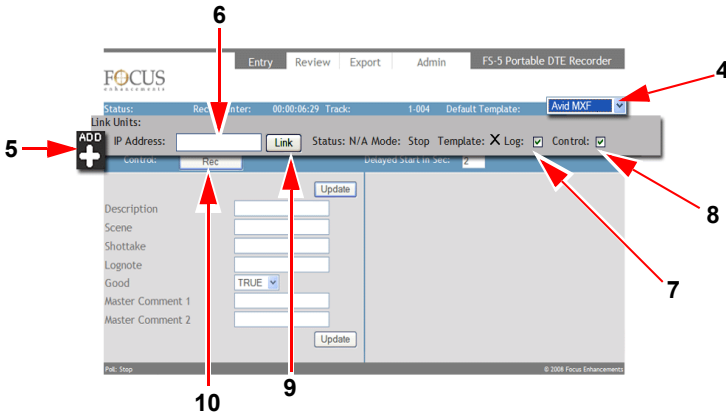 6
Entry Review Export Admin FS-5 Portable DTE Recorder
FOCUS
enhancements
4
Status: Rec nter: 00:00:06:29 Track: 1-004 Default Template: Avid MXF
Link Units:
5 ADD IP Address: Link Status: N/A Mode: Stop Template: X Log: Control:
Control: Rec Delayed Start in Sec: 2
8
Update
Description
Scene
Shottake
Lognote
7
Good TRUE
Master Comment 1
Master Comment 2
Update
Poll: Stop © 2008 Focus Enhancements
10 9